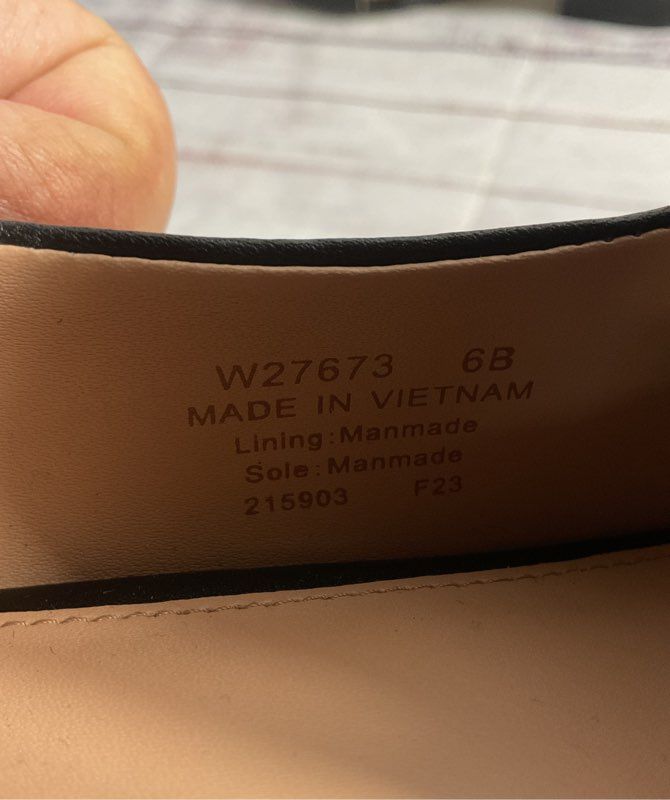 W27673 6B
MADE IN VIETNAM
Lining:Manmade
Sole:Manmade
215903 F23